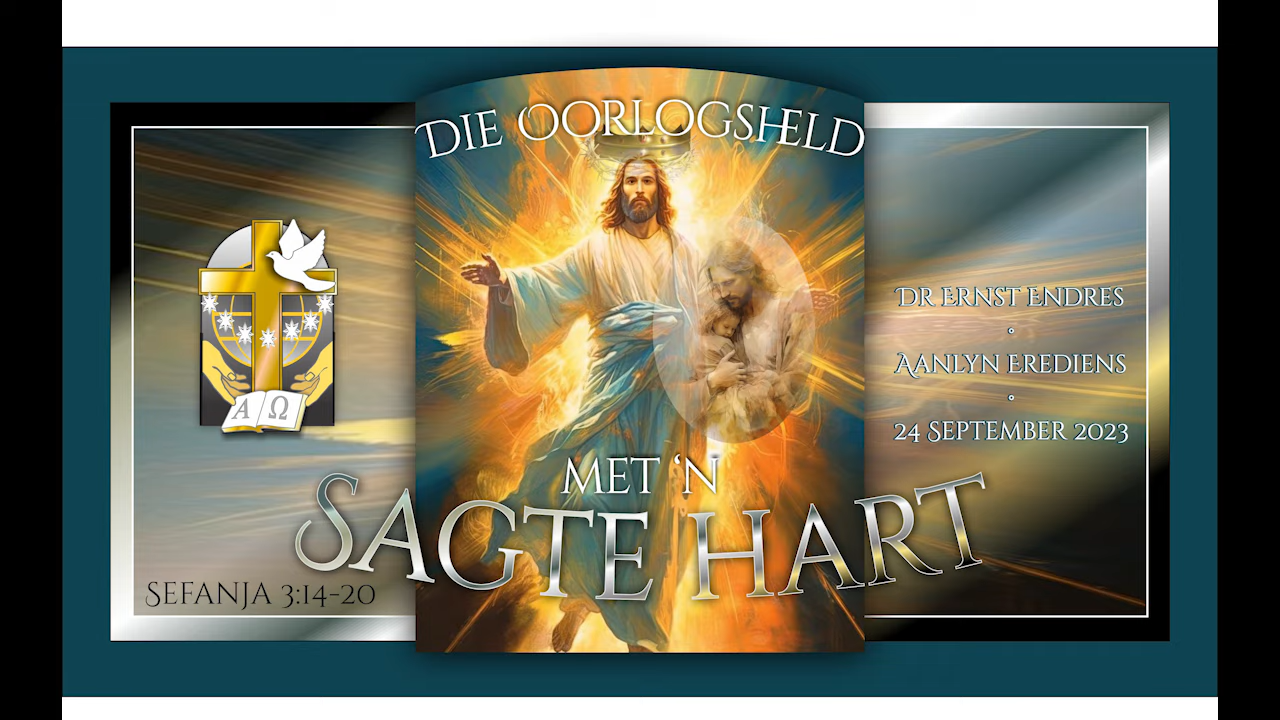 DIE OORLOGSHELD
MET ‘N
SAGTE HART
SEFANJA 3:14-20
DR ERNST ENDRES
AANLYN EREDIENS
24 SEPTEMBER 2023
Α Ω